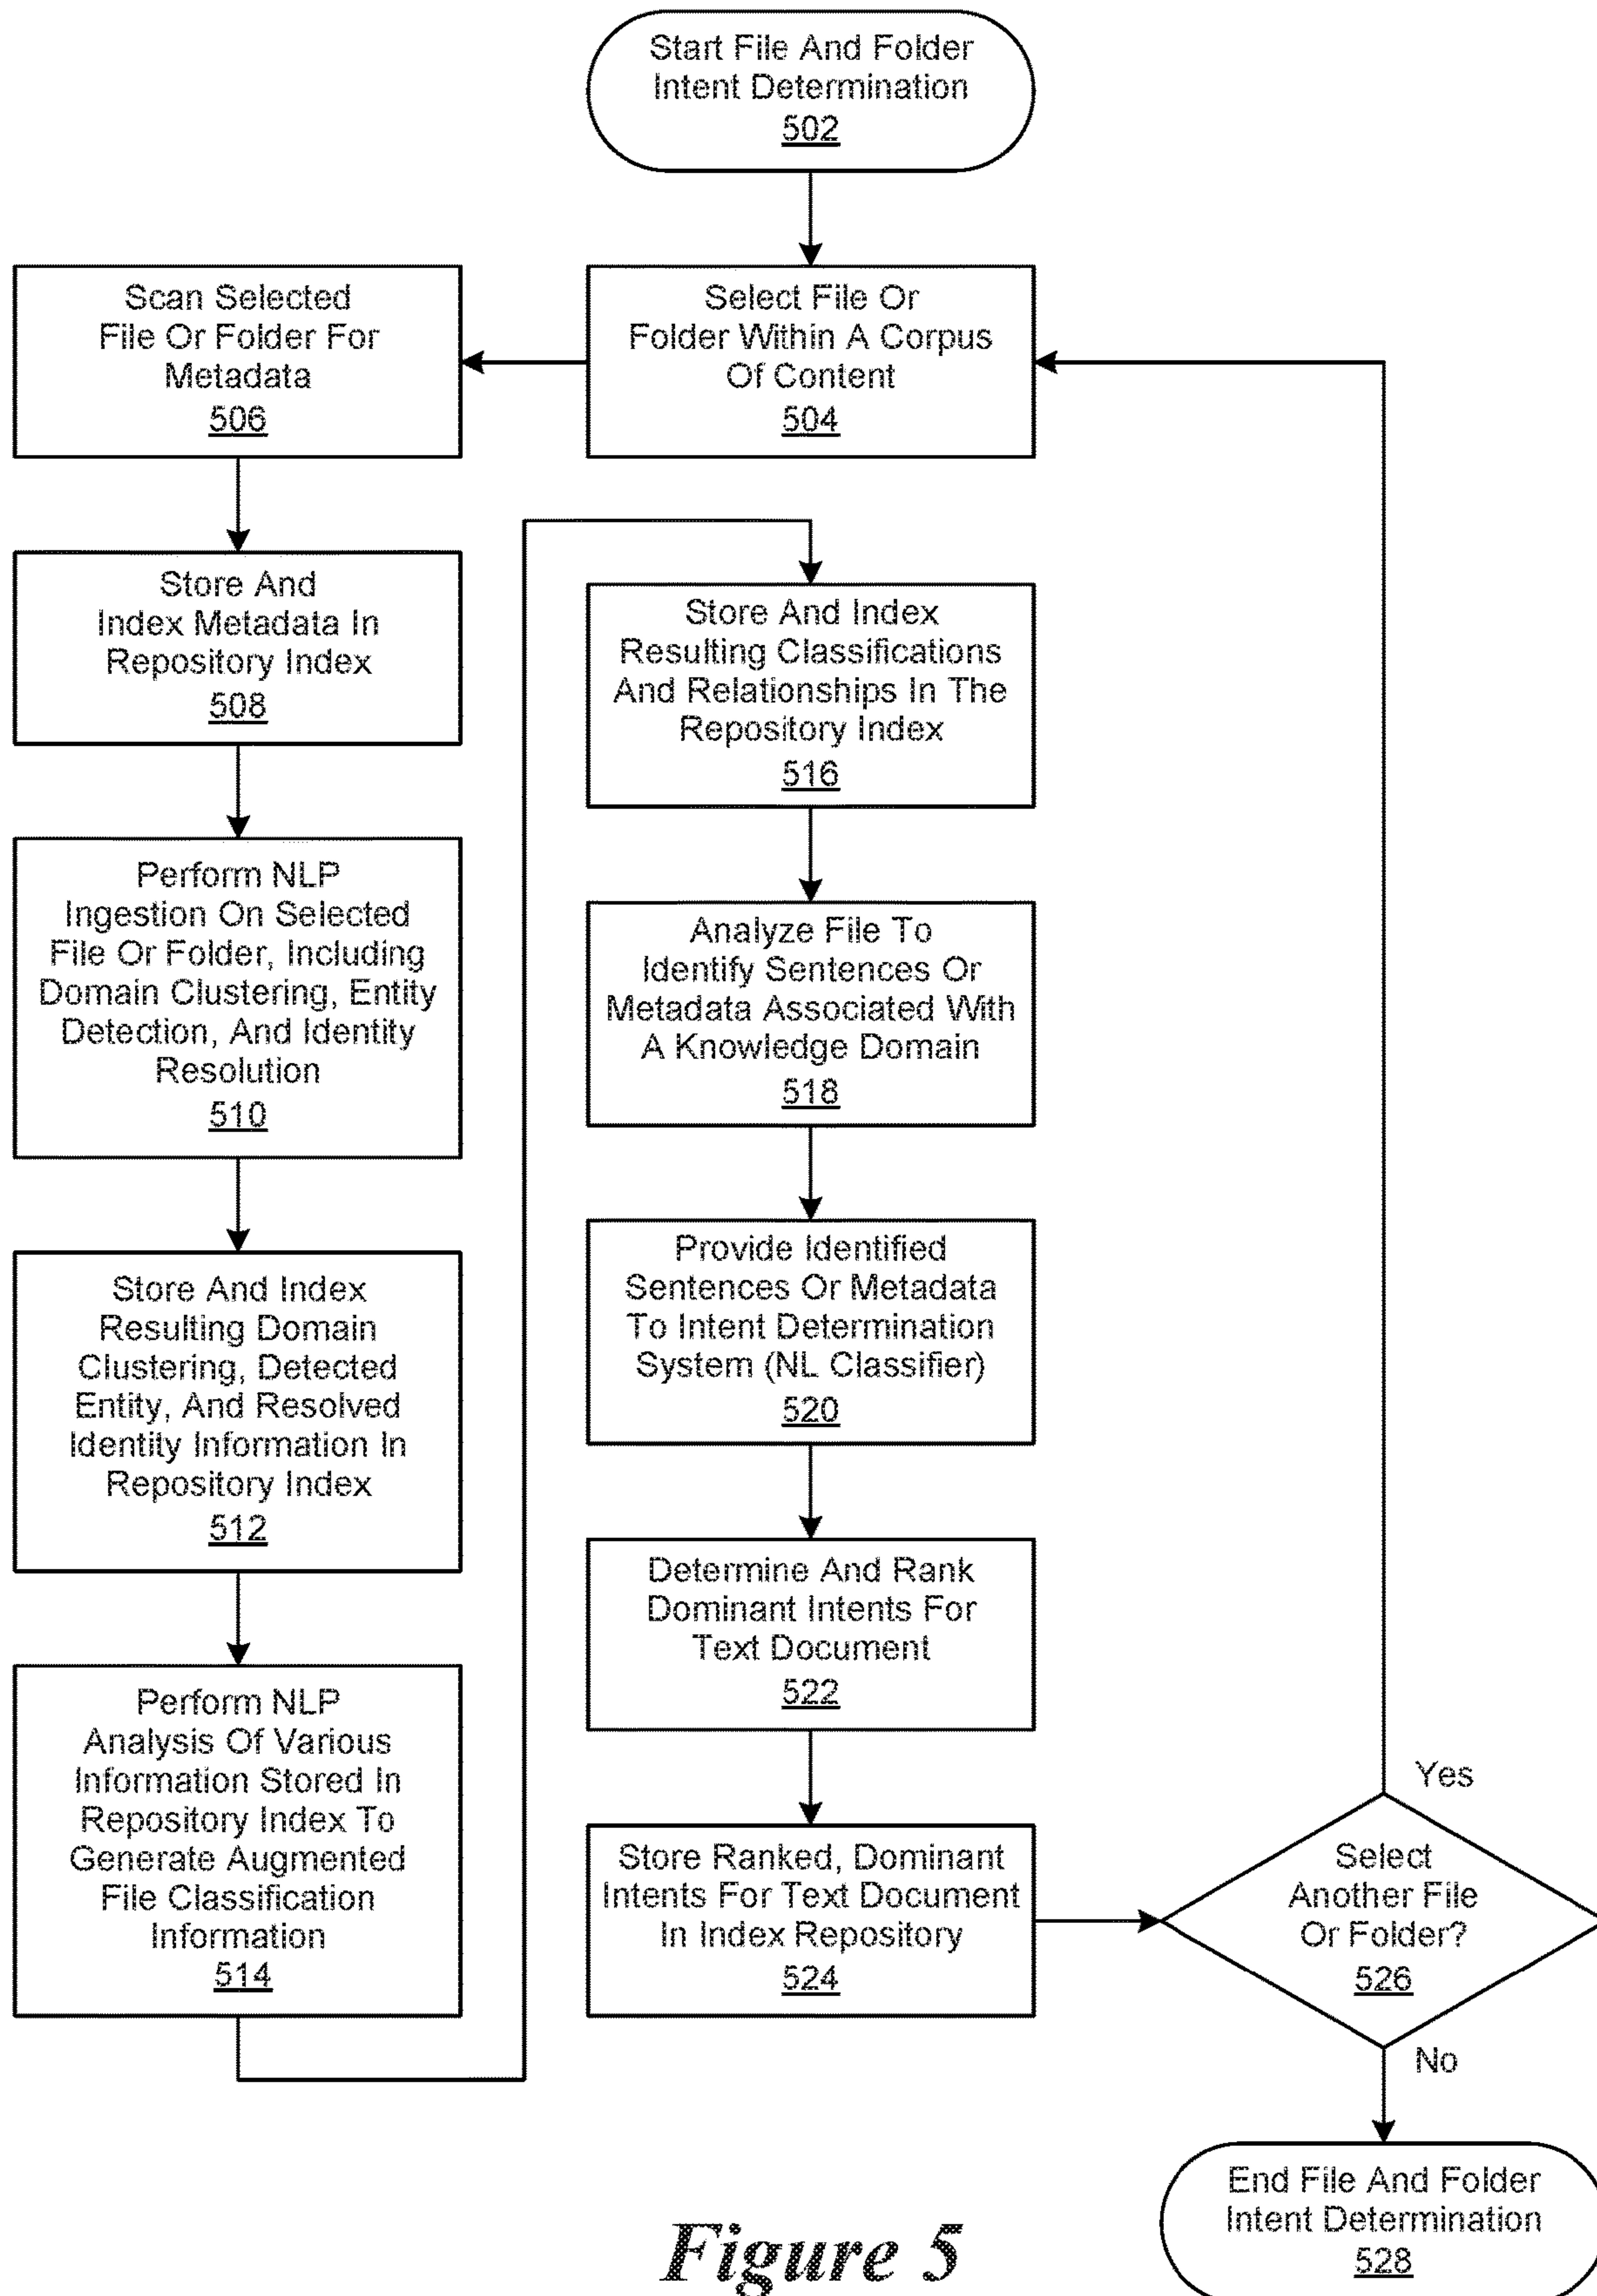 Start File And Folder
Intent Determination
502
Select File Or
Folder Within A Corpus
Of Content
504
Scan Selected
File Or Folder For
Metadata
506
Store And
Index Metadata In
Repository Index
508
Perform NLP
Ingestion On Selected
File Or Folder, Including
Domain Clustering, Entity
Detection, And Identity
Resolution
510
Store And Index
Resulting Domain
Clustering, Detected
Entity, And Resolved
Identity Information In
Repository Index
512
Perform NLP
Analysis Of Various
Information Stored In
Repository Index To
Generate Augmented
File Classification
Information
514
Store And Index
Resulting Classifications
And Relationships In The
Repository Index
516
Analyze File To
Identify Sentences Or
Metadata Associated With
A Knowledge Domain
518
Provide Identified
Sentences Or Metadata
To Intent Determination
System (NL Classifier)
520
Determine And Rank
Dominant Intents For
Text Document
522
Store Ranked, Dominant
Intents For Text Document
In Index Repository
524
Yes
Select
Another File
Or Folder?
526
No
End File And Folder
Intent Determination
528
Figure 5